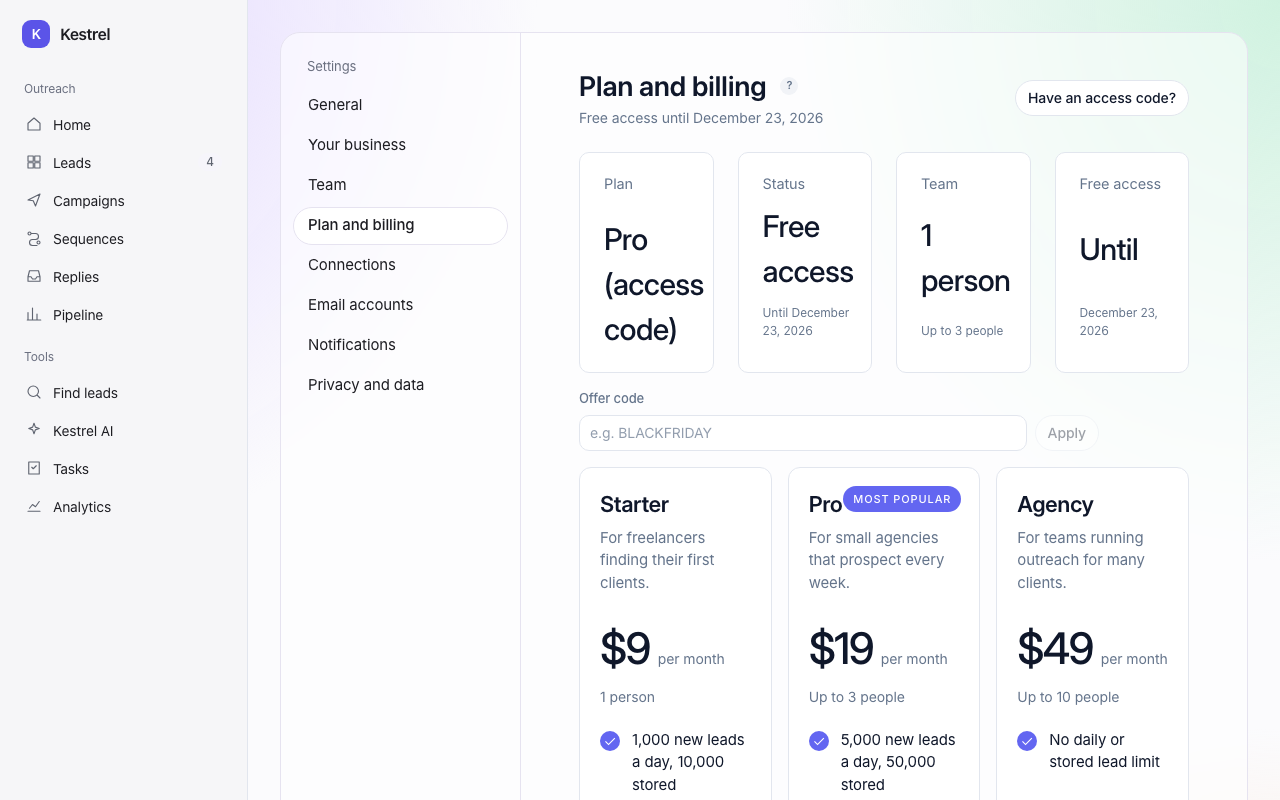 K Kestrel
Outreach
Home
Leads 4
Campaigns
Sequences
Replies
Pipeline
Tools
Find leads
Kestrel AI
Tasks
Analytics
Settings
General
Your business
Team
Plan and billing
Connections
Email accounts
Notifications
Privacy and data
Plan and billing ?
Free access until December 23, 2026
Have an access code?
Plan
Pro
(access
code)
Status
Free
access
Until December
23, 2026
Team
1
person
Up to 3 people
Free access
Until
December 23,
2026
Offer code
e.g. BLACKFRIDAY
Apply
Starter
For freelancers
finding their first
clients.
$9 per month
1 person
1,000 new leads
a day, 10,000
stored
Pro MOST POPULAR
For small agencies
that prospect every
week.
$19 per month
Up to 3 people
5,000 new leads
a day, 50,000
stored
Agency
For teams running
outreach for many
clients.
$49 per month
Up to 10 people
No daily or
stored lead limit